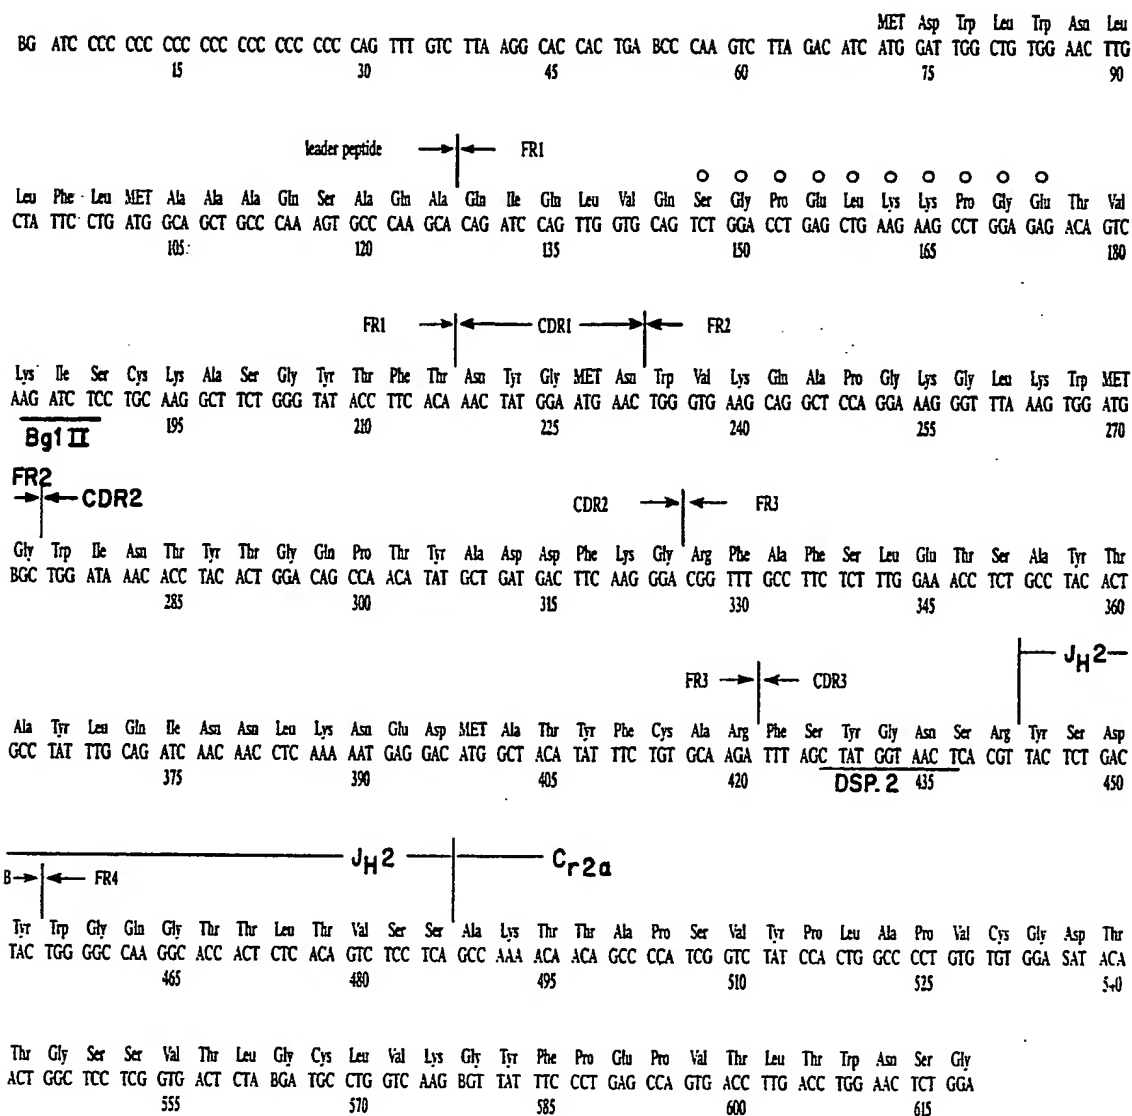 MET Asp Trp Leu Trp Asn Leu
BG ATC CCC CCC CCC CCC CCC CCC CCC CAG TTT GTC TTA AGG CAC CAC TGA BCC CAA GTC TTA GAC ATC ATG GAT TGG CTG TGG AAC TTG
15 30 45 60 75 90
leader peptide FR1
Leu Phe Leu MET Ala Ala Ala Gln Ser Ala Gln Ala Gln Ile Gln Leu Val Gln Ser Gly Pro Glu Leu Lys Lys Pro Gly Glu Thr Val
CTA TTC CTG ATG GCA GCT GCC CAA AGT GCC CAA GCA CAG ATC CAG TTG GTG CAG TCT GGA CCT GAG CTG AAG AAG CCT GGA GAG ACA GTC
105 120 135 150 165 180
FR1 CDR1 FR2
Lys Ile Ser Cys Lys Ala Ser Gly Tyr Thr Phe Thr Asn Tyr Gly MET Asn Trp Val Lys Gln Ala Pro Gly Lys Gly Leu Lys Trp MET
AAG ATC TCC TGC AAG GCT TCT GGG TAT ACC TTC ACA AAC TAT GGA ATG AAC TGG GTG AAG CAG GCT CCA GGA AAG GGT TTA AAG TGG ATG
Bg1 II 195 210 225 240 255 270
FR2 CDR2 CDR2 FR3
Gly Trp Ile Asn Thr Tyr Thr Gly Gln Pro Thr Tyr Ala Asp Asp Phe Lys Gly Arg Phe Ala Phe Ser Leu Glu Thr Ser Ala Tyr Thr
BGC TGG ATA AAC ACC TAC ACT GGA CAG CCA ACA TAT GCT GAT GAC TTC AAG GGA CGG TTT GCC TTC TCT TTG GAA ACC TCT GCC TAC ACT
285 300 315 330 345 360
FR3 CDR3 JH2
Ala Tyr Leu Gln Ile Asn Asn Leu Lys Asn Glu Asp MET Ala Thr Tyr Phe Cys Ala Arg Phe Ser Tyr Gly Asn Ser Arg Tyr Ser Asp
GCC TAT TTG CAG ATC AAC AAC CTC AAA AAT GAG GAC ATG GCT ACA TAT TTC TGT GCA AGA TTT AGC TAT GGT AAC TCA CGT TAC TCT GAC
375 390 405 420 DSP.2 435 450
JH2 Cr2a
B FR4
Tyr Trp Gly Gln Gly Thr Thr Leu Thr Val Ser Ser Ala Lys Thr Thr Ala Pro Ser Val Tyr Pro Leu Ala Pro Val Cys Gly Asp Thr
TAC TGG GGC CAA GGC ACC ACT CTC ACA GTC TCC TCA GCC AAA ACA ACA GCC CCA TCG GTC TAT CCA CTG GCC CCT GTG TGT GGA SAT ACA
465 480 495 510 525 540
Thr Gly Ser Ser Val Thr Leu Gly Cys Leu Val Lys Gly Tyr Phe Pro Glu Pro Val Thr Leu Thr Trp Asn Ser Gly
ACT GGC TCC TCG GTG ACT CTA BGA TGC CTG GTC AAG BGT TAT TTC CCT GAG CCA GTG ACC TTG ACC TGG AAC TCT GGA
555 570 585 600 615